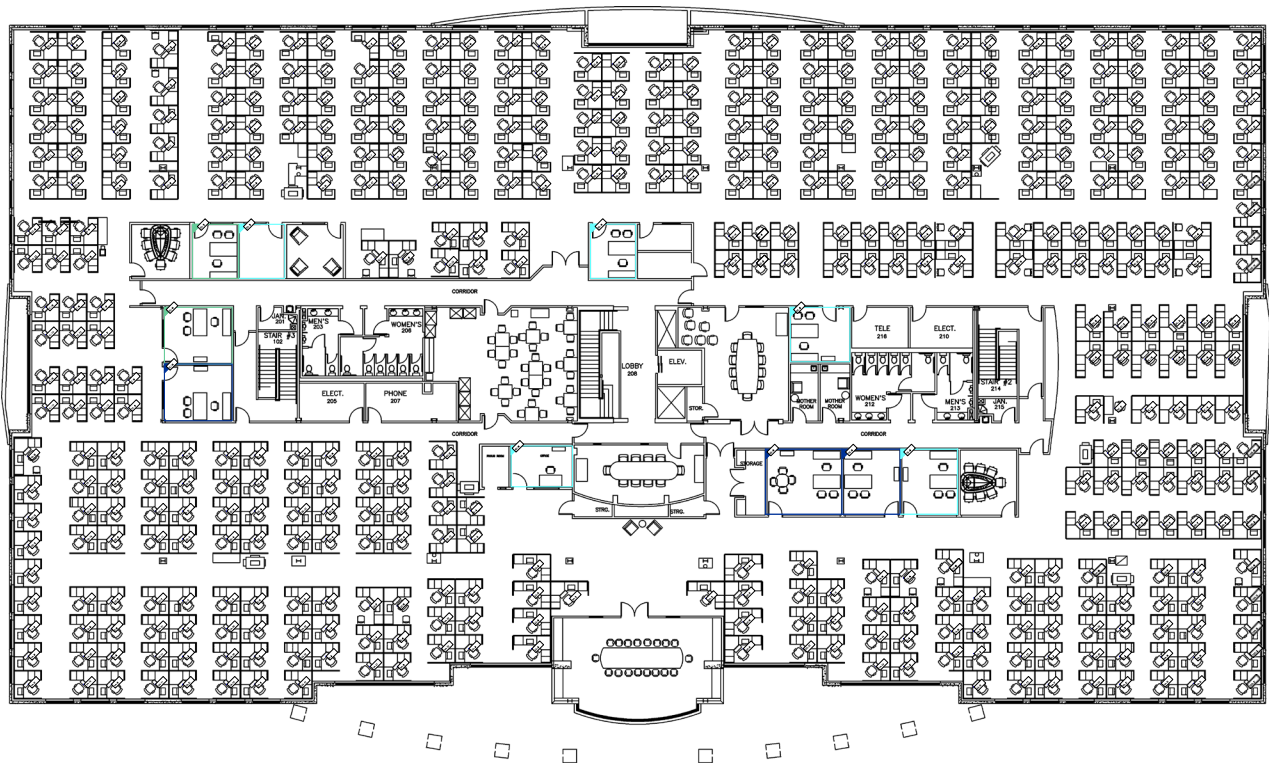 CORRIDOR
JAN.
201
MEN'S
203
WOMEN'S
206
STAIR #3
102
TELE
216
ELECT.
210
LOBBY
208
ELEV.
STAIR #2
214
ELECT.
205
PHONE
207
MOTHER
ROOM
MOTHER
ROOM
WOMEN'S
212
MEN'S
213
JAN.
215
STOR.
CORRIDOR
CORRIDOR
STORAGE
STRG.
STRG.